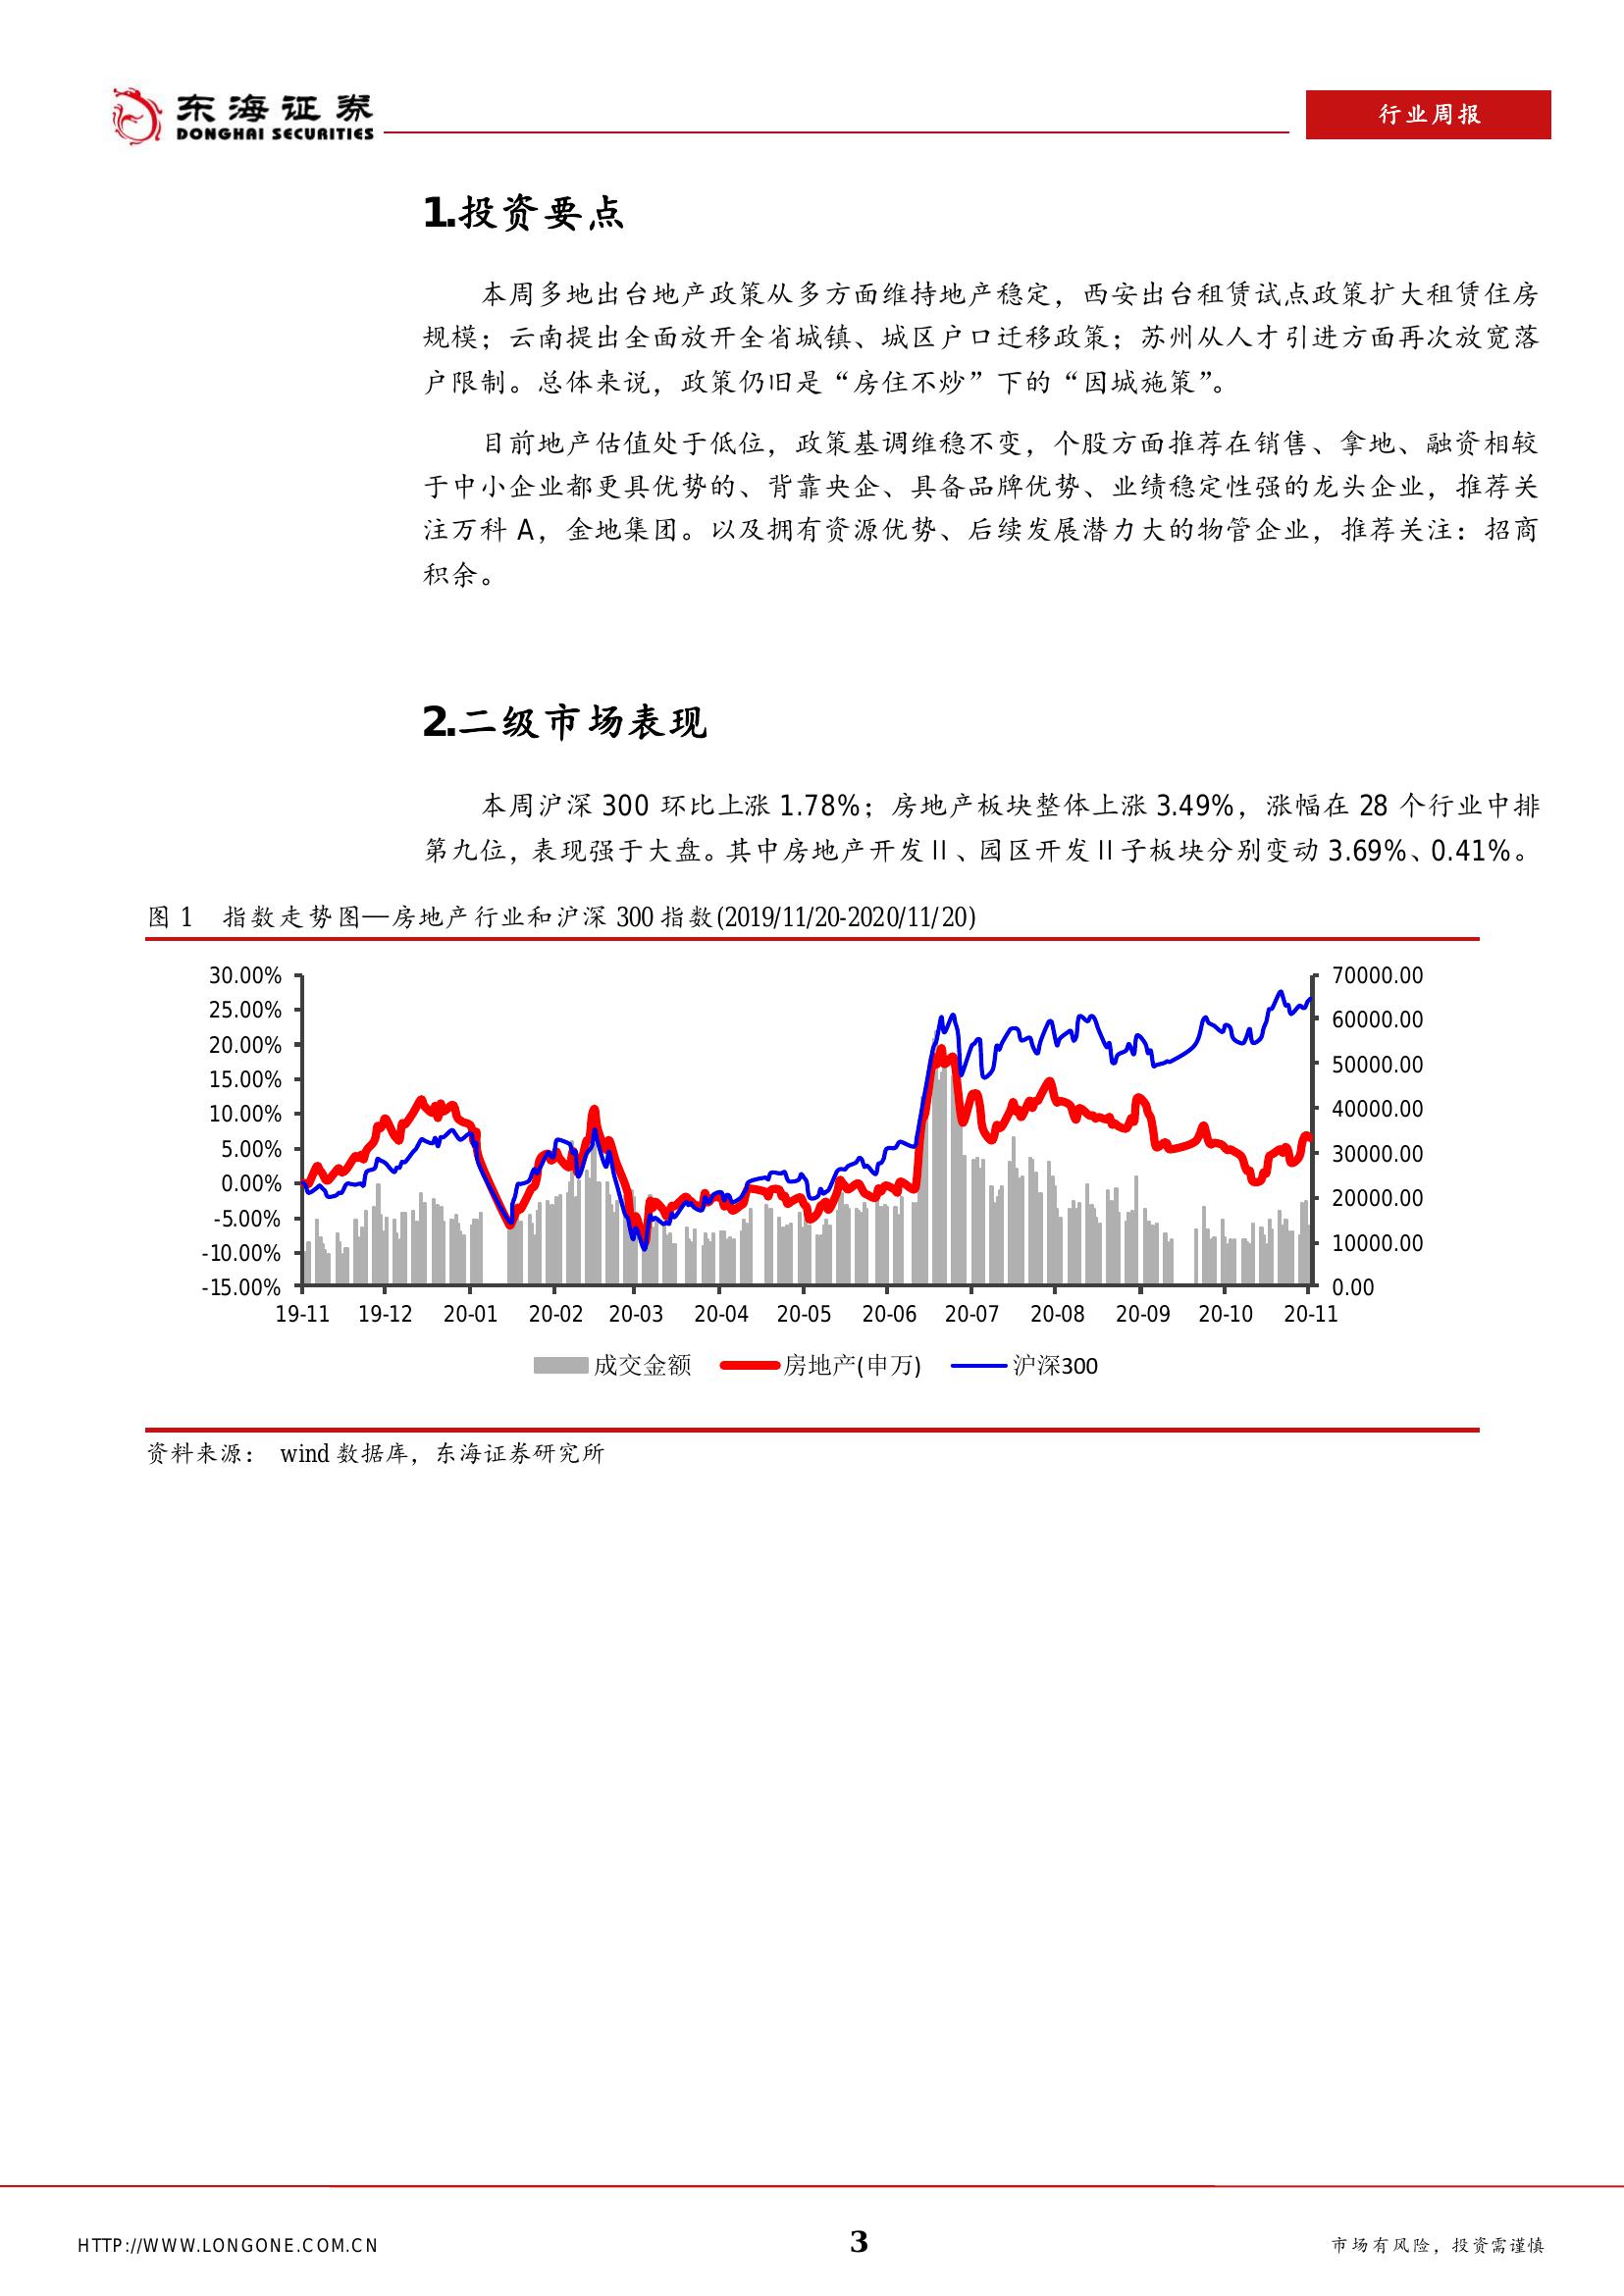 东海证券
DONGHAI SECURITIES
行业周报
1.投资要点
本周多地出台地产政策从多方面维持地产稳定，西安出台租赁试点政策扩大租赁住房
规模；云南提出全面放开全省城镇、城区户口迁移政策；苏州从人才引进方面再次放宽落
户限制。总体来说，政策仍旧是“房住不炒”下的“因城施策”。
目前地产估值处于低位，政策基调维稳不变，个股方面推荐在销售、拿地、融资相较
于中小企业都更具优势的、背靠央企、具备品牌优势、业绩稳定性强的龙头企业，推荐关
注万科 A，金地集团。以及拥有资源优势、后续发展潜力大的物管企业，推荐关注：招商
积余。
2.二级市场表现
本周沪深 300 环比上涨 1.78%；房地产板块整体上涨 3.49%，涨幅在 28 个行业中排
第九位，表现强于大盘。其中房地产开发Ⅱ、园区开发Ⅱ子板块分别变动 3.69%、0.41%。
图 1 指数走势图—房地产行业和沪深 300 指数(2019/11/20-2020/11/20)
30.00% 70000.00
25.00% 60000.00
20.00% 50000.00
15.00% 40000.00
10.00% 30000.00
5.00% 20000.00
0.00% 10000.00
-5.00% 0.00
-10.00%
-15.00%
19-11 19-12 20-01 20-02 20-03 20-04 20-05 20-06 20-07 20-08 20-09 20-10 20-11
成交金额 房地产(申万) 沪深300
资料来源： wind 数据库，东海证券研究所
HTTP://WWW.LONGONE.COM.CN 3 市场有风险，投资需谨慎